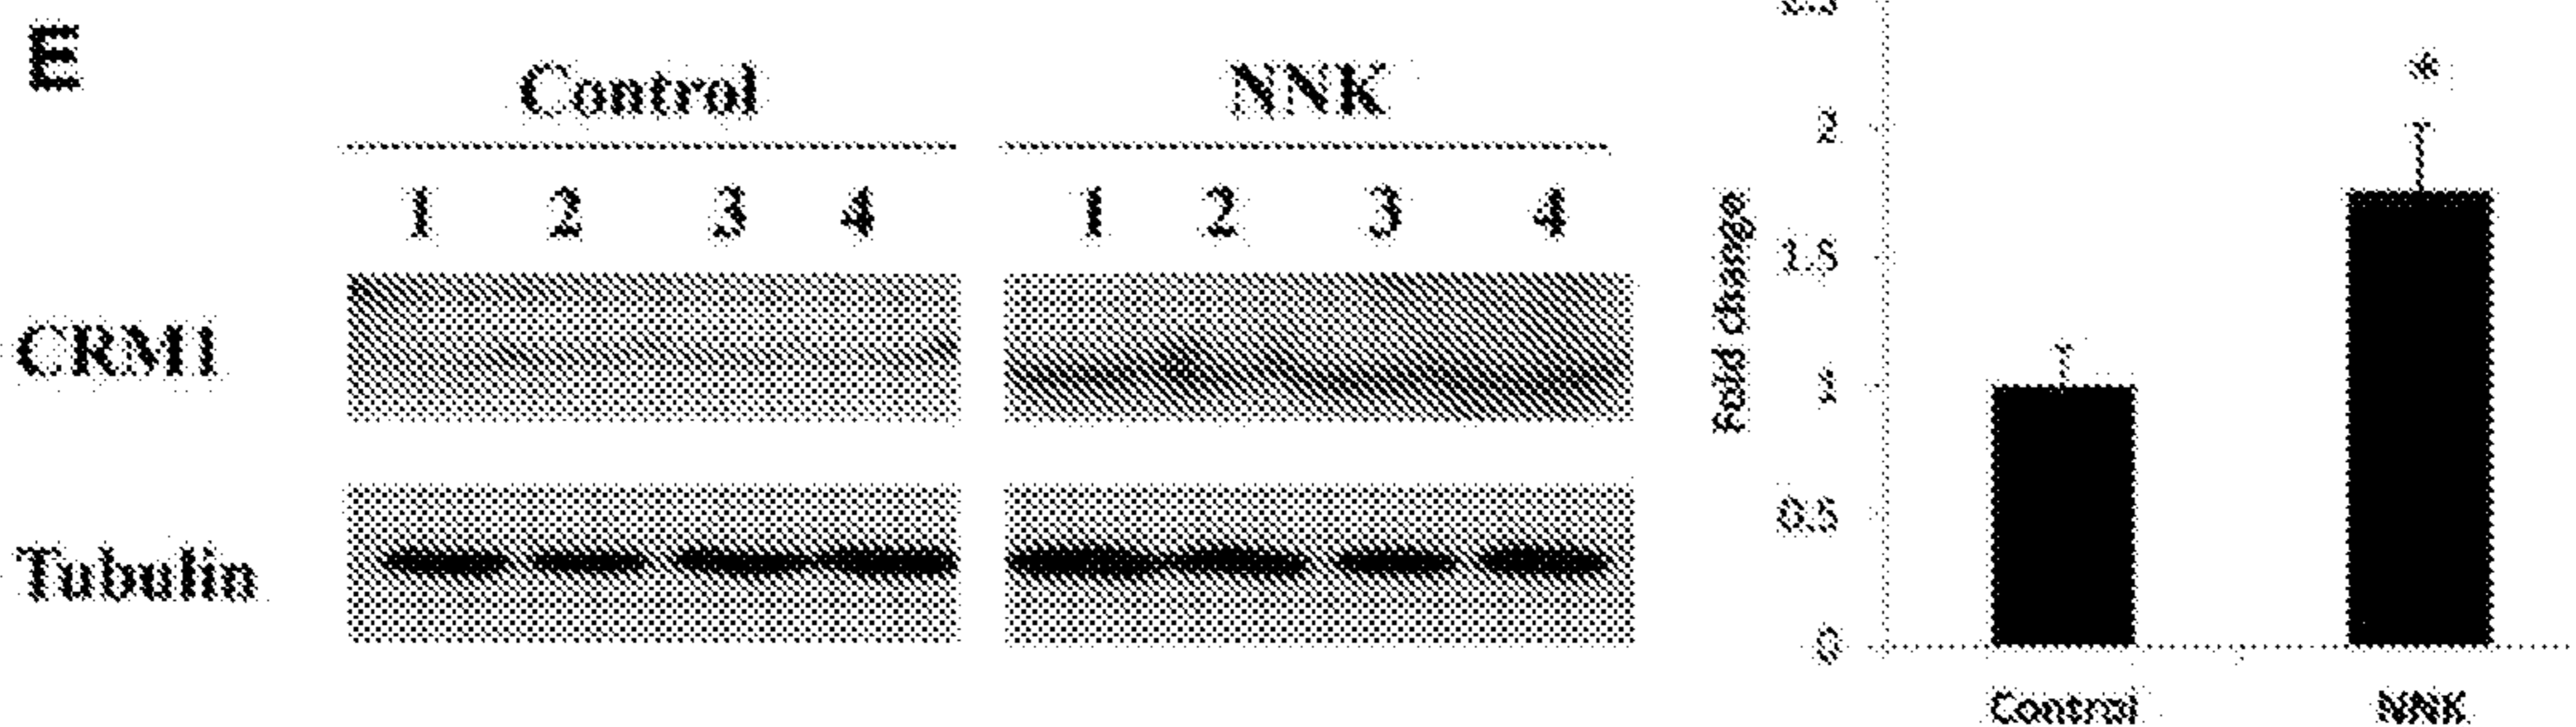 E
Control NNK
1 2 3 4 1 2 3 4
CRM1
Tubulin
*
2
1.5
1
0.5
0
Fold change
Control NNK